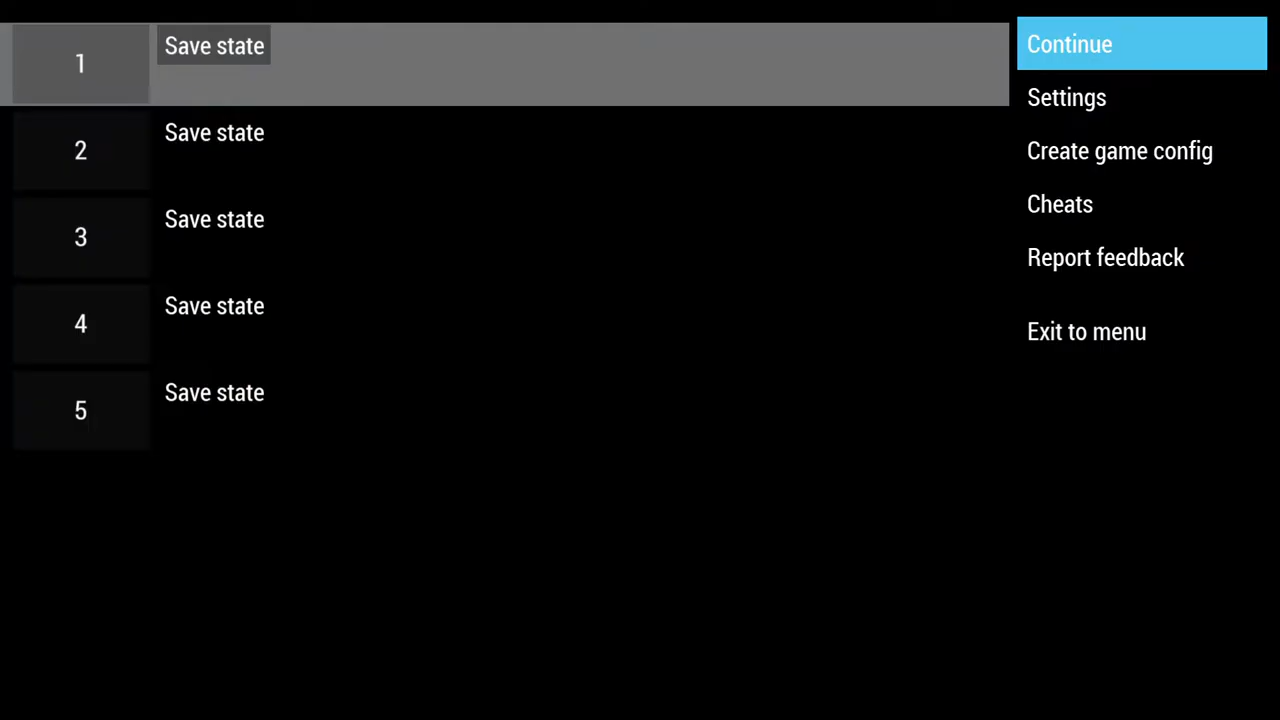 1
Save state
2
Save state
3
Save state
4
Save state
5
Save state
Continue
Settings
Create game config
Cheats
Report feedback
Exit to menu